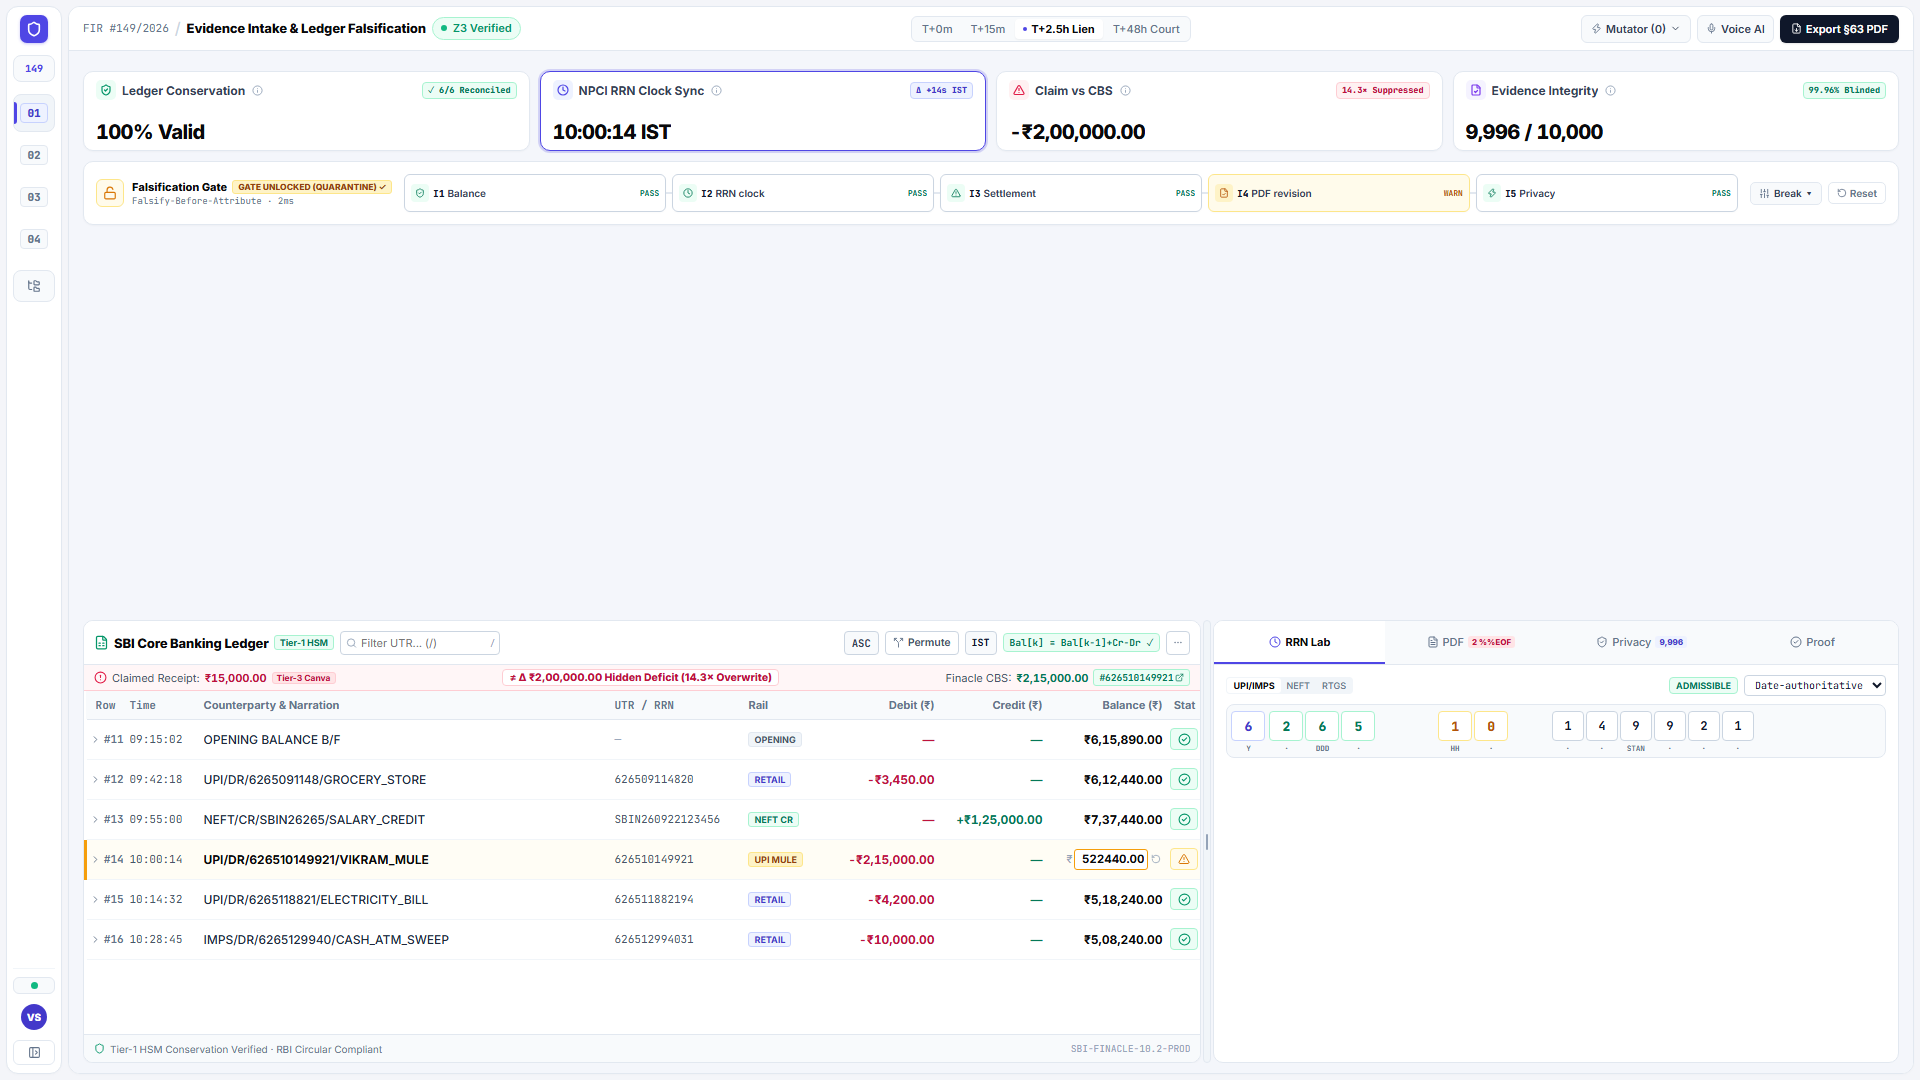 FIR #149/2026 / Evidence Intake & Ledger Falsification Z3 Verified T+0m T+15m T+2.5h Lien T+48h Court Mutator (0) Voice AI Export §63 PDF
149
01
02
03
04
VS
Ledger Conservation ✓ 6/6 Reconciled
100% Valid
NPCI RRN Clock Sync Δ +14s IST
10:00:14 IST
Claim vs CBS 14.3× Suppressed
-₹2,00,000.00
Evidence Integrity 99.96% Blinded
9,996 / 10,000
Falsification Gate GATE UNLOCKED (QUARANTINE) ✓
Falsify-Before-Attribute · 2ms
I1 Balance PASS
I2 RRN clock PASS
I3 Settlement PASS
I4 PDF revision WARN
I5 Privacy PASS
Break ▾ Reset
SBI Core Banking Ledger Tier-1 HSM Filter UTR... (/) / ASC Permute IST Bal[k] = Bal[k-1]+Cr-Dr ✓ ···
Claimed Receipt: ₹15,000.00 Tier-3 Canva ≠ Δ ₹2,00,000.00 Hidden Deficit (14.3× Overwrite) Finacle CBS: ₹2,15,000.00 #626510149921
Row Time Counterparty & Narration UTR / RRN Rail Debit (₹) Credit (₹) Balance (₹) Stat
#11 09:15:02 OPENING BALANCE B/F — OPENING — — ₹6,15,890.00
#12 09:42:18 UPI/DR/6265091148/GROCERY_STORE 626509114820 RETAIL -₹3,450.00 — ₹6,12,440.00
#13 09:55:00 NEFT/CR/SBIN26265/SALARY_CREDIT SBIN260922123456 NEFT CR — +₹1,25,000.00 ₹7,37,440.00
#14 10:00:14 UPI/DR/626510149921/VIKRAM_MULE 626510149921 UPI MULE -₹2,15,000.00 — ₹ 522440.00
#15 10:14:32 UPI/DR/6265118821/ELECTRICITY_BILL 626511882194 RETAIL -₹4,200.00 — ₹5,18,240.00
#16 10:28:45 IMPS/DR/6265129940/CASH_ATM_SWEEP 626512994031 RETAIL -₹10,000.00 — ₹5,08,240.00
Tier-1 HSM Conservation Verified · RBI Circular Compliant SBI-FINACLE-10.2-PROD
RRN Lab PDF 2 %%EOF Privacy 9,996 Proof
UPI/IMPS NEFT RTGS ADMISSIBLE Date-authoritative
6 2 6 5 1 0 1 4 9 9 2 1
Y · DDD · HH · · · STAN · · ·